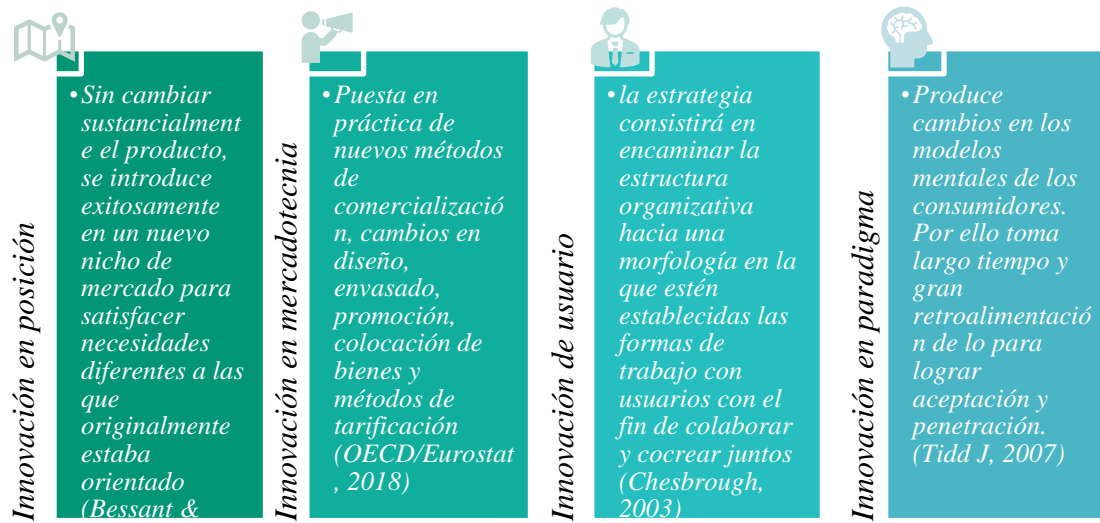 Innovación en posición
•Sin cambiar
sustancialment
e el producto,
se introduce
exitosamente
en un nuevo
nicho de
mercado para
satisfacer
necesidades
diferentes a las
que
originalmente
estaba
orientado
(Bessant &
Innovación en mercadotecnia
•Puesta en
práctica de
nuevos métodos
de
comercializació
n, cambios en
diseño,
envasado,
promoción,
colocación de
bienes y
métodos de
tarificación
(OECD/Eurostat
, 2018)
Innovación de usuario
•la estrategia
consistirá en
encaminar la
estructura
organizativa
hacia una
morfología en la
que estén
establecidas las
formas de
trabajo con
usuarios con el
fin de colaborar
y cocrear juntos
(Chesbrough,
2003)
Innovación en paradigma
•Produce
cambios en los
modelos
mentales de los
consumidores.
Por ello toma
largo tiempo y
gran
retroalimentació
n de lo para
lograr
aceptación y
penetración.
(Tidd J, 2007)